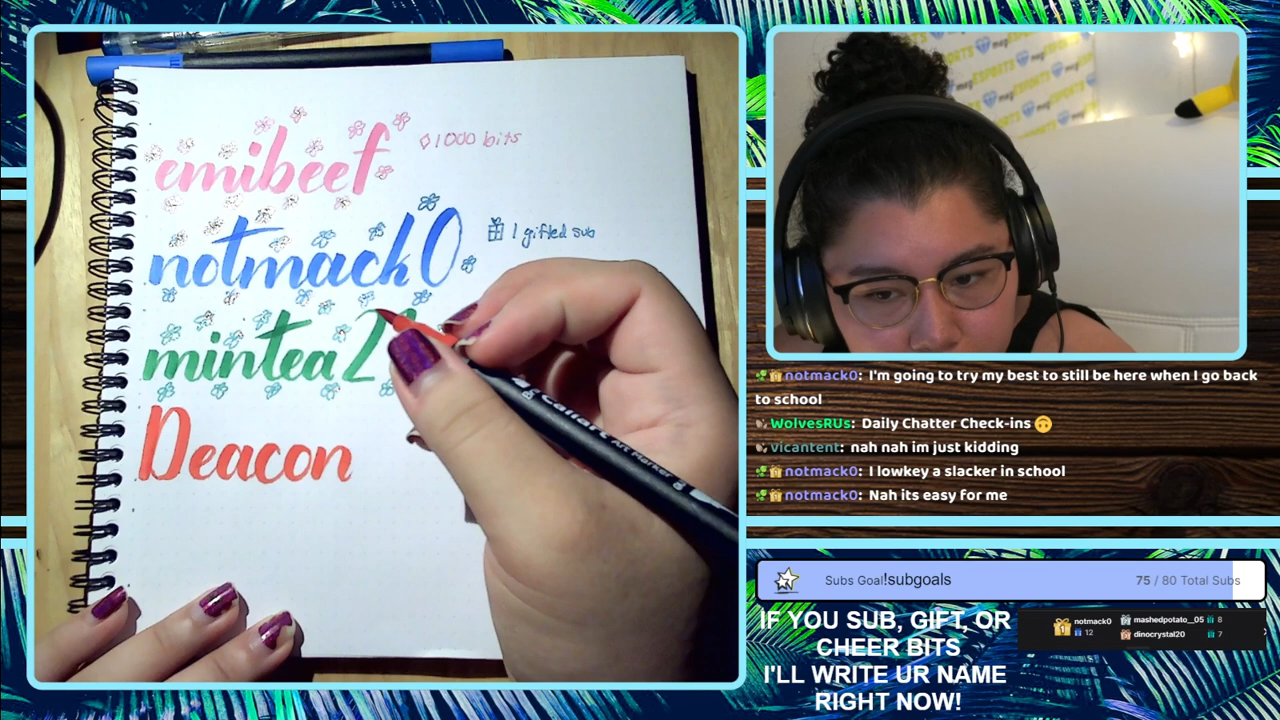 emibeef
1000 bits
notmack0
1 gifted sub
mintea2
Deacon
Art Marker
notmack0: I'm going to try my best to still be here when I go back
to school
WolvesRUs: Daily Chatter Check-ins 🙃
vicantent: nah nah im just kidding
notmack0: I lowkey a slacker in school
notmack0: Nah its easy for me
Subs Goal!subgoals
75 / 80 Total Subs
IF YOU SUB, GIFT, OR
CHEER BITS
I'LL WRITE UR NAME
RIGHT NOW!
notmack0
12
mashedpotato_05 8
dinocrystal20 7